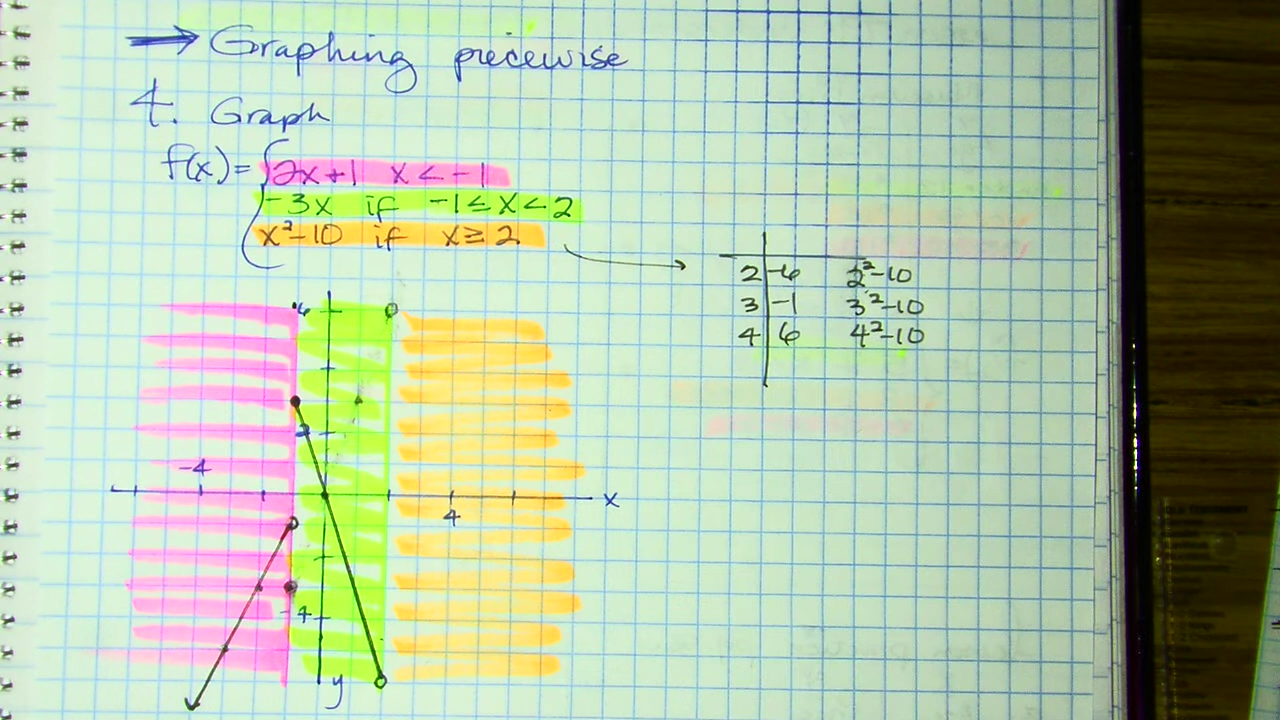 → Graphing piecewise
4. Graph
f(x) = { 2x+1 x < -1
-3x if -1 ≤ x < 2
x²-10 if x ≥ 2
2 -6 2²-10
3 -1 3²-10
4 6 4²-10
6
2
-4
x
4
-4
y